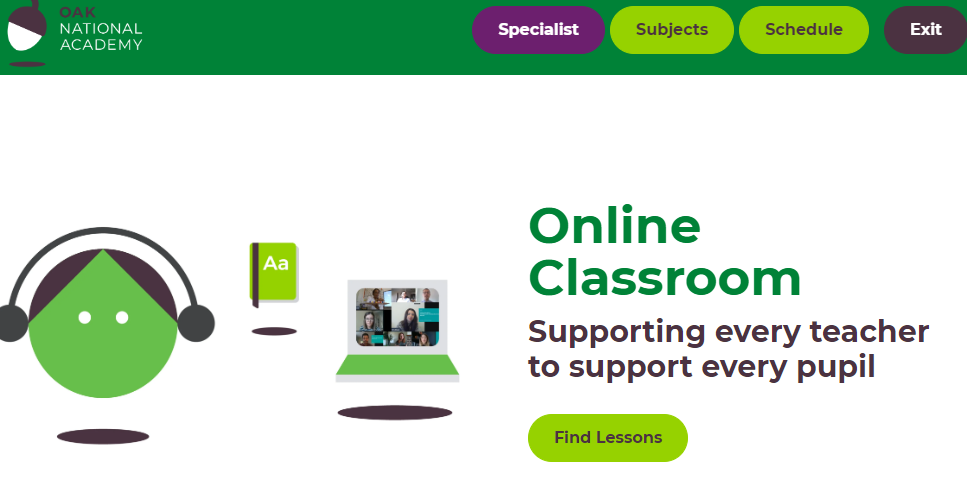 OAK
NATIONAL
ACADEMY
Specialist
Subjects
Schedule
Exit
Aa
Online
Classroom
Supporting every teacher
to support every pupil
Find Lessons